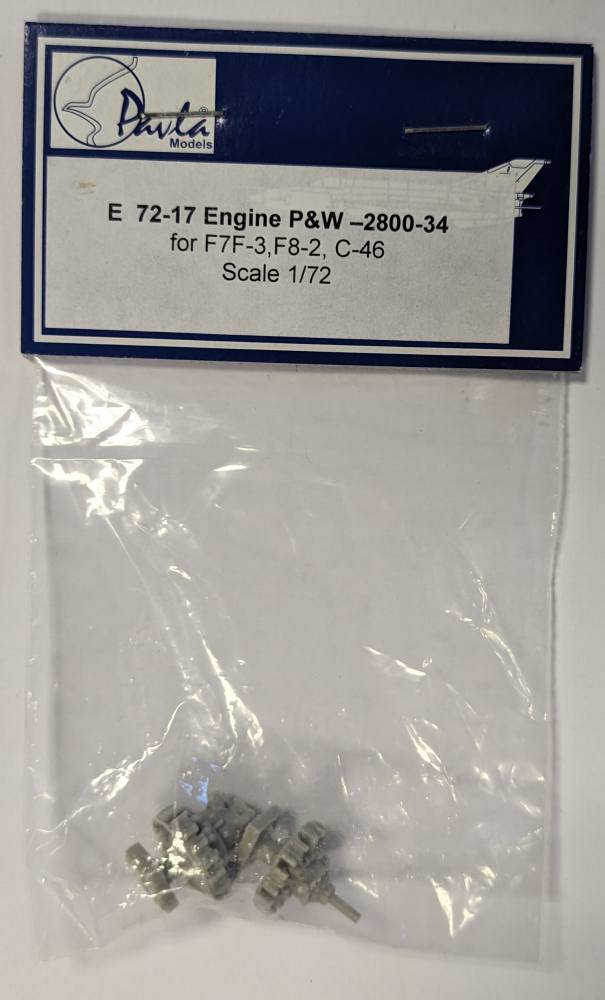 Pavla®
Models
E 72-17 Engine P&W –2800-34
for F7F-3,F8-2, C-46
Scale 1/72